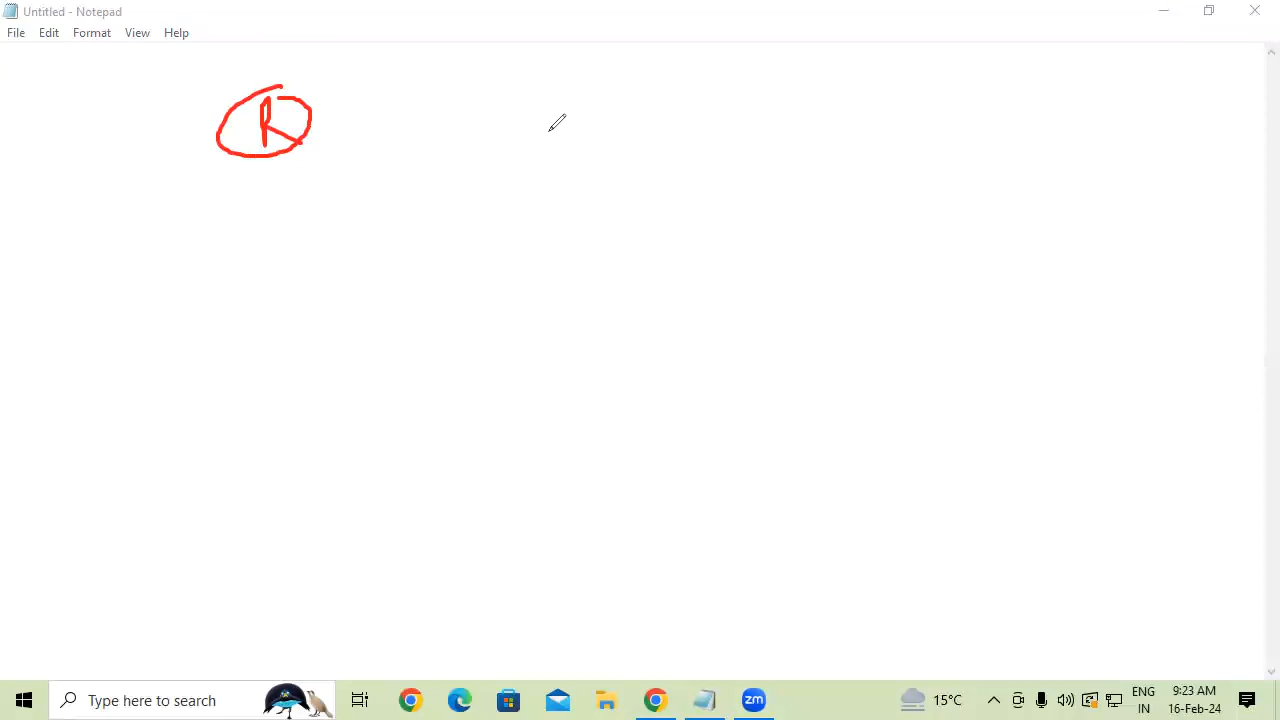 Untitled - Notepad
File Edit Format View Help
R
Type here to search
zm
15°C
ENG
IN
9:23 AM
16-Feb-24